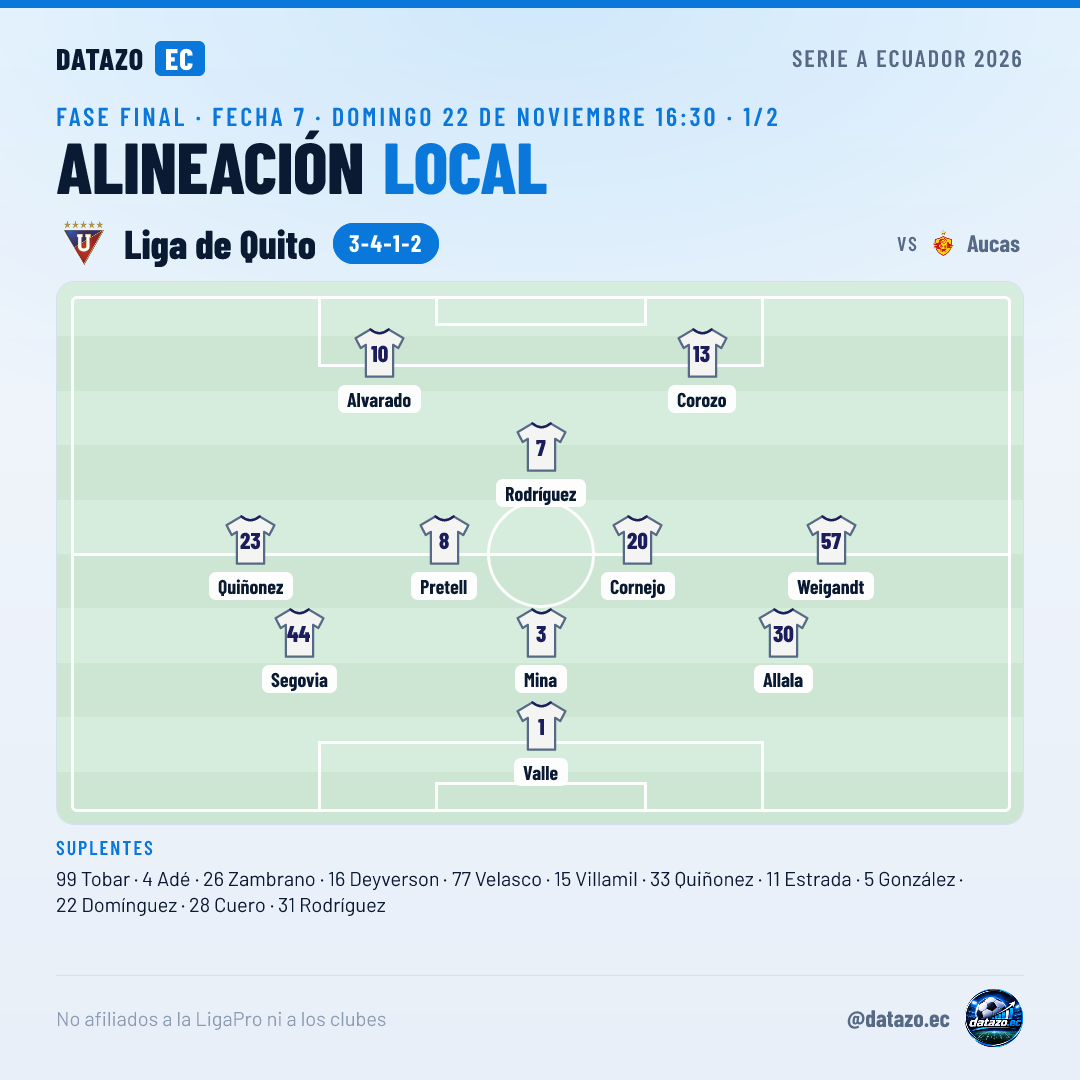 DATAZO EC
SERIE A ECUADOR 2026
FASE FINAL · FECHA 7 · DOMINGO 22 DE NOVIEMBRE 16:30 · 1/2
ALINEACIÓN LOCAL
U
Liga de Quito 3-4-1-2
VS Aucas
10
13
Alvarado
Corozo
7
Rodríguez
23
8
20
57
Quiñonez
Pretell
Cornejo
Weigandt
44
3
30
Segovia
Mina
Allala
1
Valle
SUPLENTES
99 Tobar · 4 Adé · 26 Zambrano · 16 Deyverson · 77 Velasco · 15 Villamil · 33 Quiñonez · 11 Estrada · 5 González ·
22 Domínguez · 28 Cuero · 31 Rodríguez
No afiliados a la LigaPro ni a los clubes
@datazo.ec
datazo.ec